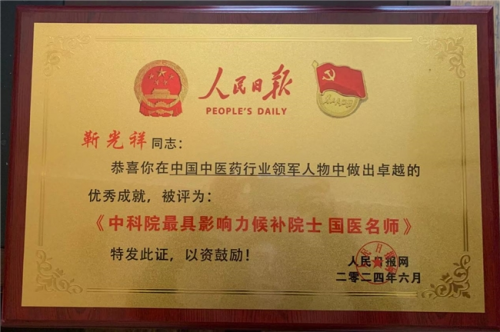 人民日报
PEOPLE'S DAILY
靳光祥同志：
恭喜你在中国中医药行业领军人物中做出卓越的
优秀成就，被评为：
《中科院最具影响力候补院士 国医名师》
特发此证，以资鼓励！
人民日报网
二零二四年六月